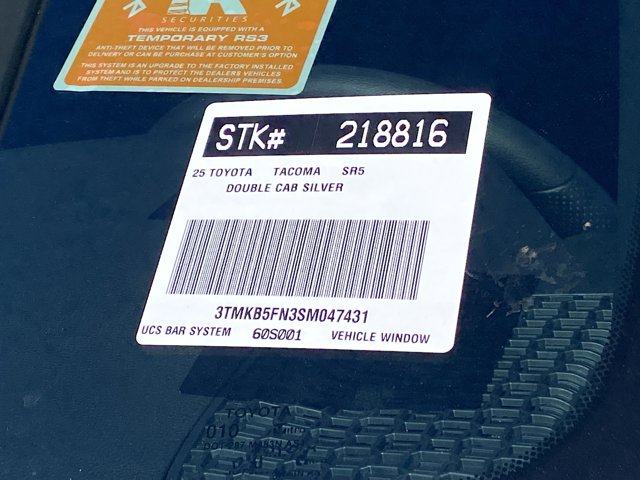 SECURITIES
THIS VEHICLE IS EQUIPPED WITH A
TEMPORARY RS3
ANTI-THEFT DEVICE THAT WILL BE REMOVED PRIOR TO
DELIVERY OR CAN BE PURCHASE AT CUSTOMER'S OPTION
THIS SYSTEM IS AN UPGRADE TO THE FACTORY INSTALLED
SYSTEM AND IS TO PROTECT THE DEALERS VEHICLES
FROM THEFT WHILE PARKED ON DEALERSHIP PREMISES.
STK# 218816
25 TOYOTA TACOMA SR5
DOUBLE CAB SILVER
3TMKB5FN3SM047431
UCS BAR SYSTEM 60S001 VEHICLE WINDOW
TOYOTA
010